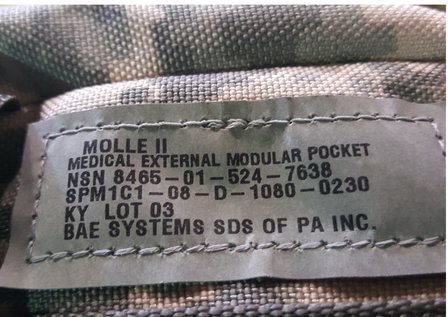 MOLLE II
MEDICAL EXTERNAL MODULAR POCKET
NSN 8465-01-524-7638
SPM1C1-08-D-1080-0230
KY LOT 03
BAE SYSTEMS SDS OF PA INC.